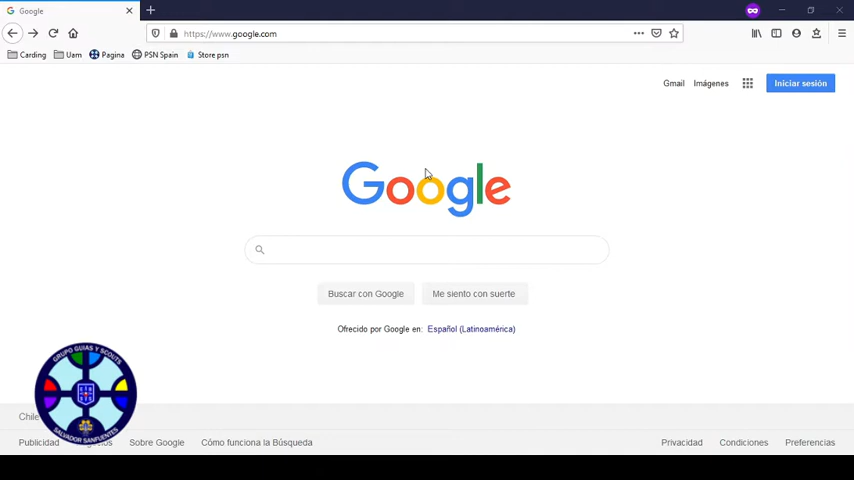 Google
https://www.google.com
Carding Uam Pagina PSN Spain Store psn
Gmail Imágenes Iniciar sesión
Google
Buscar con Google Me siento con suerte
Ofrecido por Google en: Español (Latinoamérica)
GRUPO GUIAS Y SCOUTS
SALVADOR SANFUENTES
Chile
Publicidad Sobre Google Cómo funciona la Búsqueda Privacidad Condiciones Preferencias